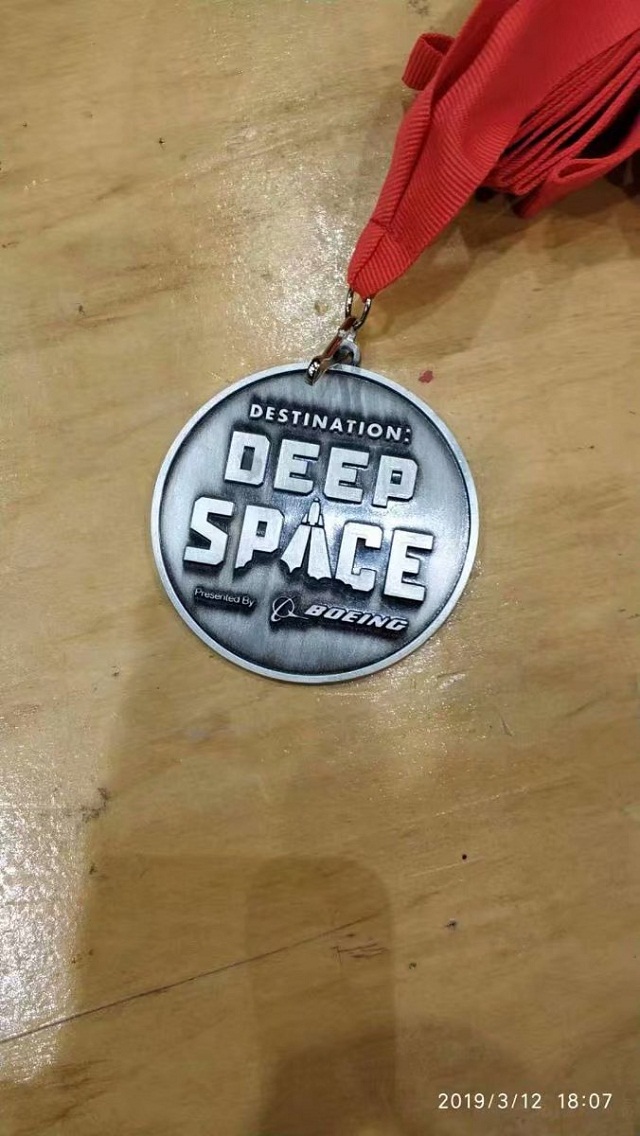 DESTINATION:
DEEP
SPACE
Presented By BOEING
2019/3/12 18:07